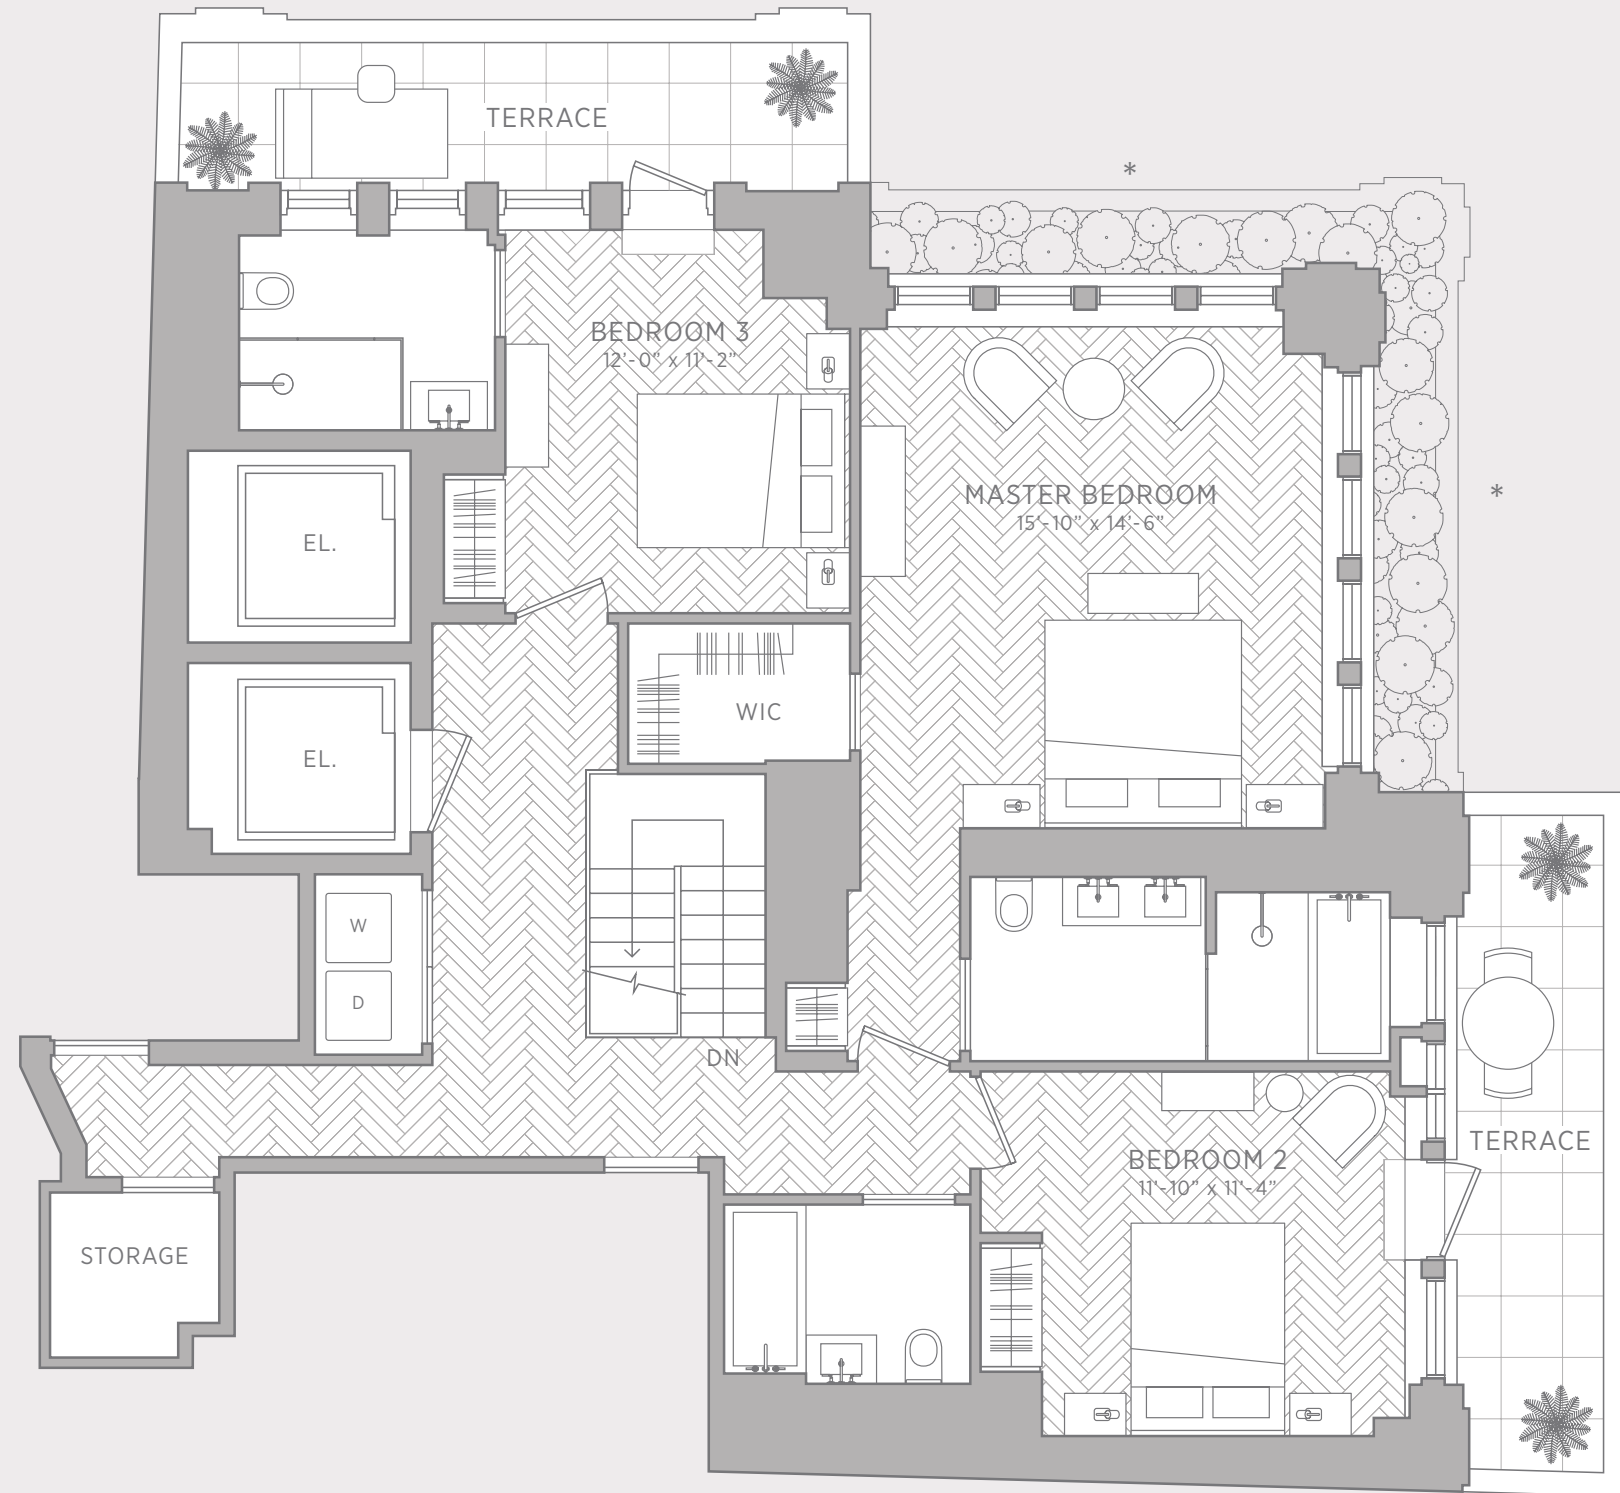 TERRACE
*
BEDROOM 3
12'-0" x 11'-2"
*
MASTER BEDROOM
15'-10" x 14'-6"
EL.
WIC
EL.
W
D
DN
TERRACE
BEDROOM 2
11'-10" x 11'-4"
STORAGE